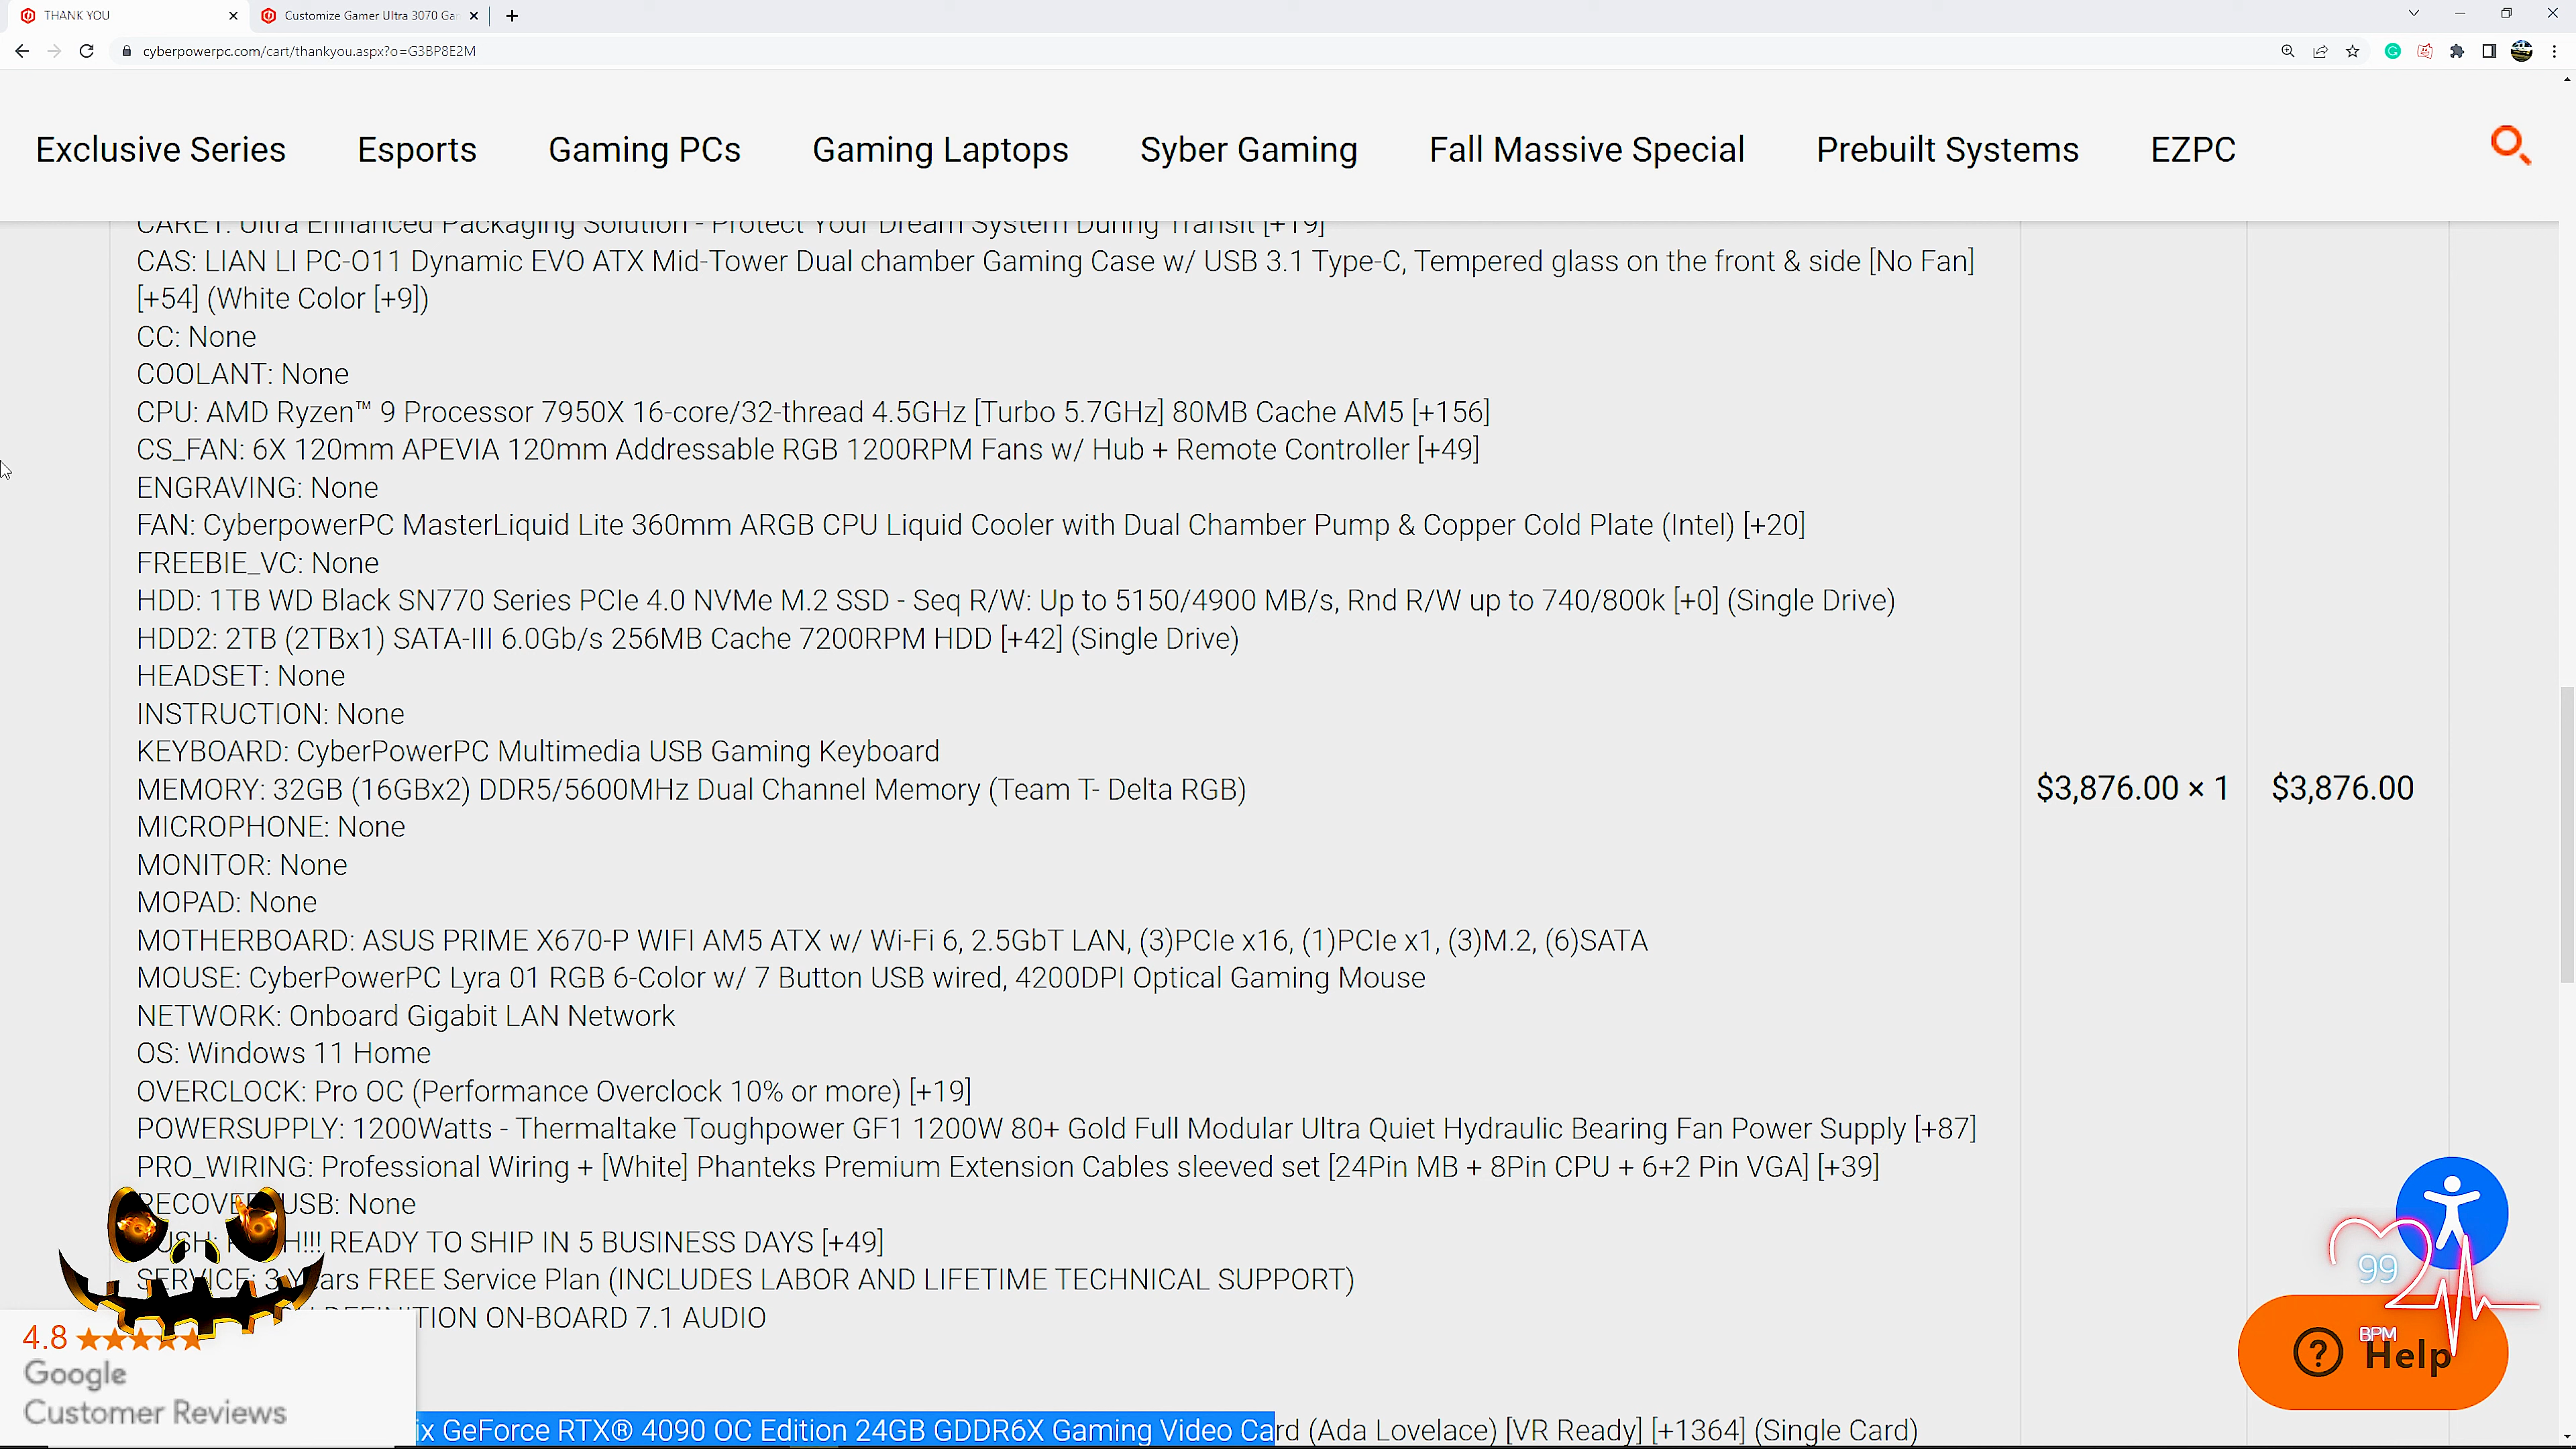 THANK YOU
Customize Gamer Ultra 3070 Ga
cyberpowerpc.com/cart/thankyou.aspx?o=G3BP8E2M
Exclusive Series Esports Gaming PCs Gaming Laptops Syber Gaming Fall Massive Special Prebuilt Systems EZPC
CARE1: Ultra Enhanced Packaging Solution - Protect Your Dream System During Transit [+19]
CAS: LIAN LI PC-O11 Dynamic EVO ATX Mid-Tower Dual chamber Gaming Case w/ USB 3.1 Type-C, Tempered glass on the front & side [No Fan]
[+54] (White Color [+9])
CC: None
COOLANT: None
CPU: AMD Ryzen™ 9 Processor 7950X 16-core/32-thread 4.5GHz [Turbo 5.7GHz] 80MB Cache AM5 [+156]
CS_FAN: 6X 120mm APEVIA 120mm Addressable RGB 1200RPM Fans w/ Hub + Remote Controller [+49]
ENGRAVING: None
FAN: CyberpowerPC MasterLiquid Lite 360mm ARGB CPU Liquid Cooler with Dual Chamber Pump & Copper Cold Plate (Intel) [+20]
FREEBIE_VC: None
HDD: 1TB WD Black SN770 Series PCIe 4.0 NVMe M.2 SSD - Seq R/W: Up to 5150/4900 MB/s, Rnd R/W up to 740/800k [+0] (Single Drive)
HDD2: 2TB (2TBx1) SATA-III 6.0Gb/s 256MB Cache 7200RPM HDD [+42] (Single Drive)
HEADSET: None
INSTRUCTION: None
KEYBOARD: CyberPowerPC Multimedia USB Gaming Keyboard
MEMORY: 32GB (16GBx2) DDR5/5600MHz Dual Channel Memory (Team T- Delta RGB)
$3,876.00 × 1 $3,876.00
MICROPHONE: None
MONITOR: None
MOPAD: None
MOTHERBOARD: ASUS PRIME X670-P WIFI AM5 ATX w/ Wi-Fi 6, 2.5GbT LAN, (3)PCIe x16, (1)PCIe x1, (3)M.2, (6)SATA
MOUSE: CyberPowerPC Lyra 01 RGB 6-Color w/ 7 Button USB wired, 4200DPI Optical Gaming Mouse
NETWORK: Onboard Gigabit LAN Network
OS: Windows 11 Home
OVERCLOCK: Pro OC (Performance Overclock 10% or more) [+19]
POWERSUPPLY: 1200Watts - Thermaltake Toughpower GF1 1200W 80+ Gold Full Modular Ultra Quiet Hydraulic Bearing Fan Power Supply [+87]
PRO_WIRING: Professional Wiring + [White] Phanteks Premium Extension Cables sleeved set [24Pin MB + 8Pin CPU + 6+2 Pin VGA] [+39]
USB: None
READY TO SHIP IN 5 BUSINESS DAYS [+49]
SERVICE: 3 Years FREE Service Plan (INCLUDES LABOR AND LIFETIME TECHNICAL SUPPORT)
ON-BOARD 7.1 AUDIO
4.8
Google
Customer Reviews
99
BPM
Help
ix GeForce RTX® 4090 OC Edition 24GB GDDR6X Gaming Video Card (Ada Lovelace) [VR Ready] [+1364] (Single Card)